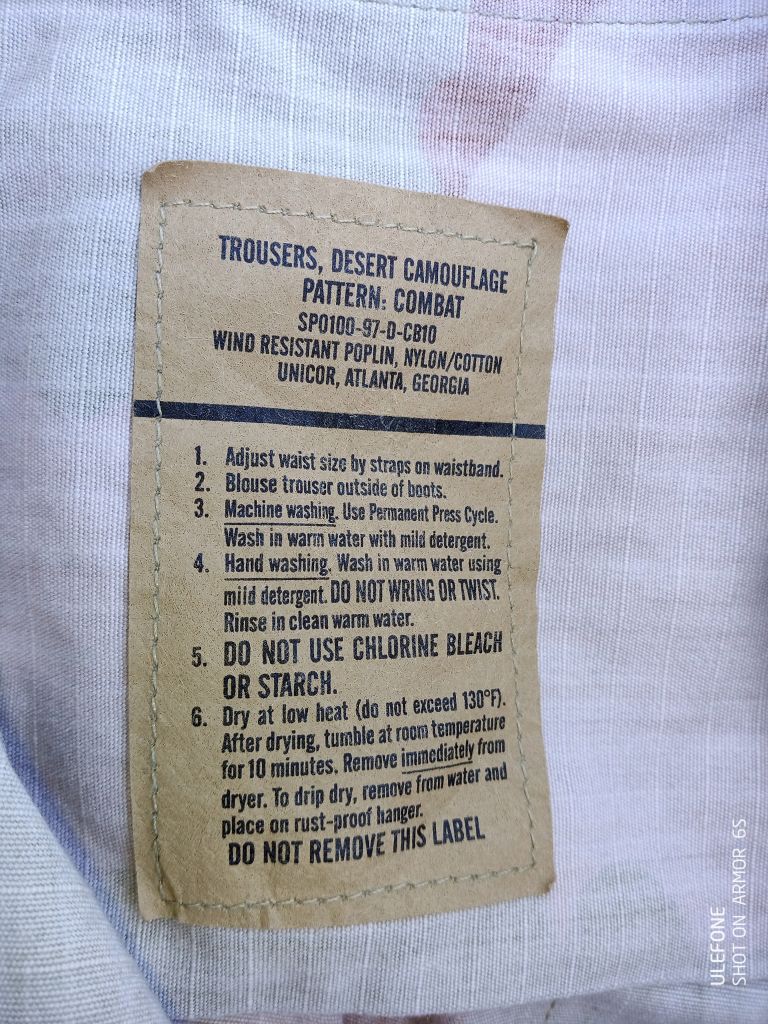 TROUSERS, DESERT CAMOUFLAGE
PATTERN: COMBAT
SPO100-97-D-CB10
WIND RESISTANT POPLIN, NYLON/COTTON
UNICOR, ATLANTA, GEORGIA
1. Adjust waist size by straps on waistband.
2. Blouse trouser outside of boots.
3. Machine washing. Use Permanent Press Cycle.
Wash in warm water with mild detergent.
4. Hand washing. Wash in warm water using
mild detergent. DO NOT WRING OR TWIST.
Rinse in clean warm water.
5. DO NOT USE CHLORINE BLEACH
OR STARCH.
6. Dry at low heat (do not exceed 130°F).
After drying, tumble at room temperature
for 10 minutes. Remove immediately from
dryer. To drip dry, remove from water and
place on rust-proof hanger.
DO NOT REMOVE THIS LABEL
ULEFONE
SHOT ON ARMOR 6S